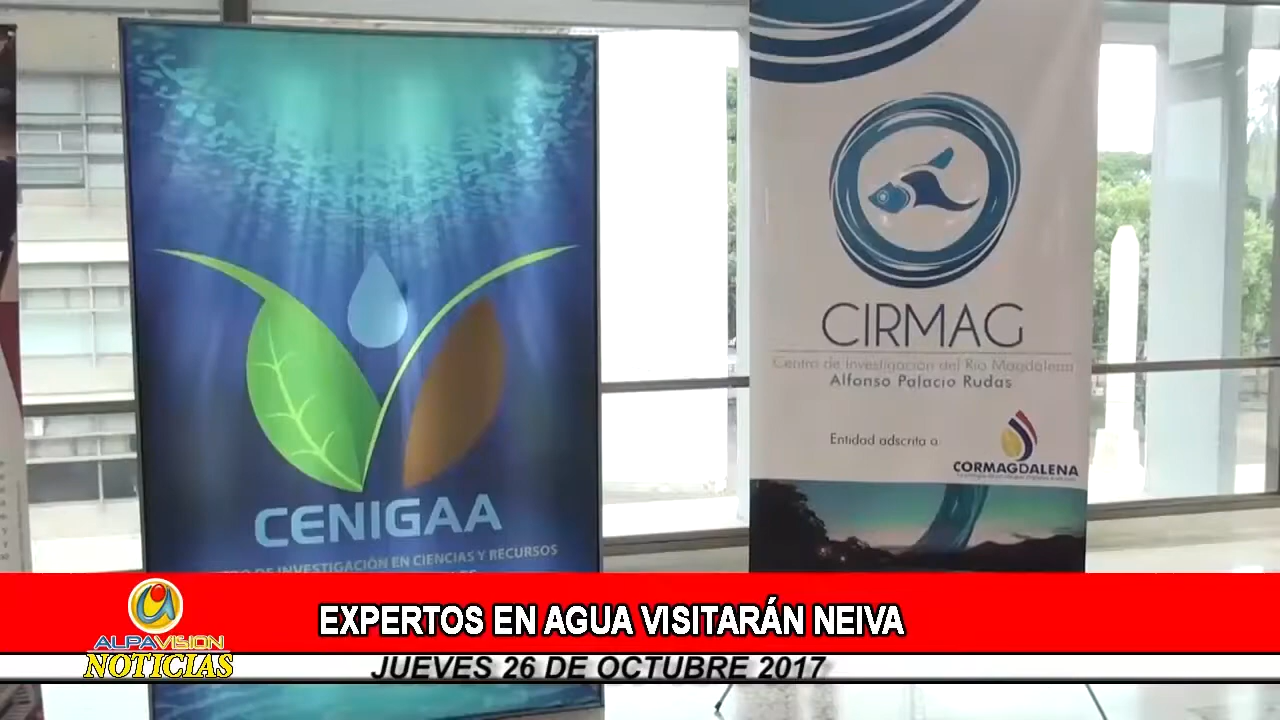 CENIGAA
DE INVESTIGACIÓN EN CIENCIAS Y RECURSOS
CIRMAG
Centro de Investigación del Río Magdalena
Alfonso Palacio Rudas
Entidad adscrita a
CORMAGDALENA
EXPERTOS EN AGUA VISITARÁN NEIVA
ALPAVISION
NOTICIAS
JUEVES 26 DE OCTUBRE 2017